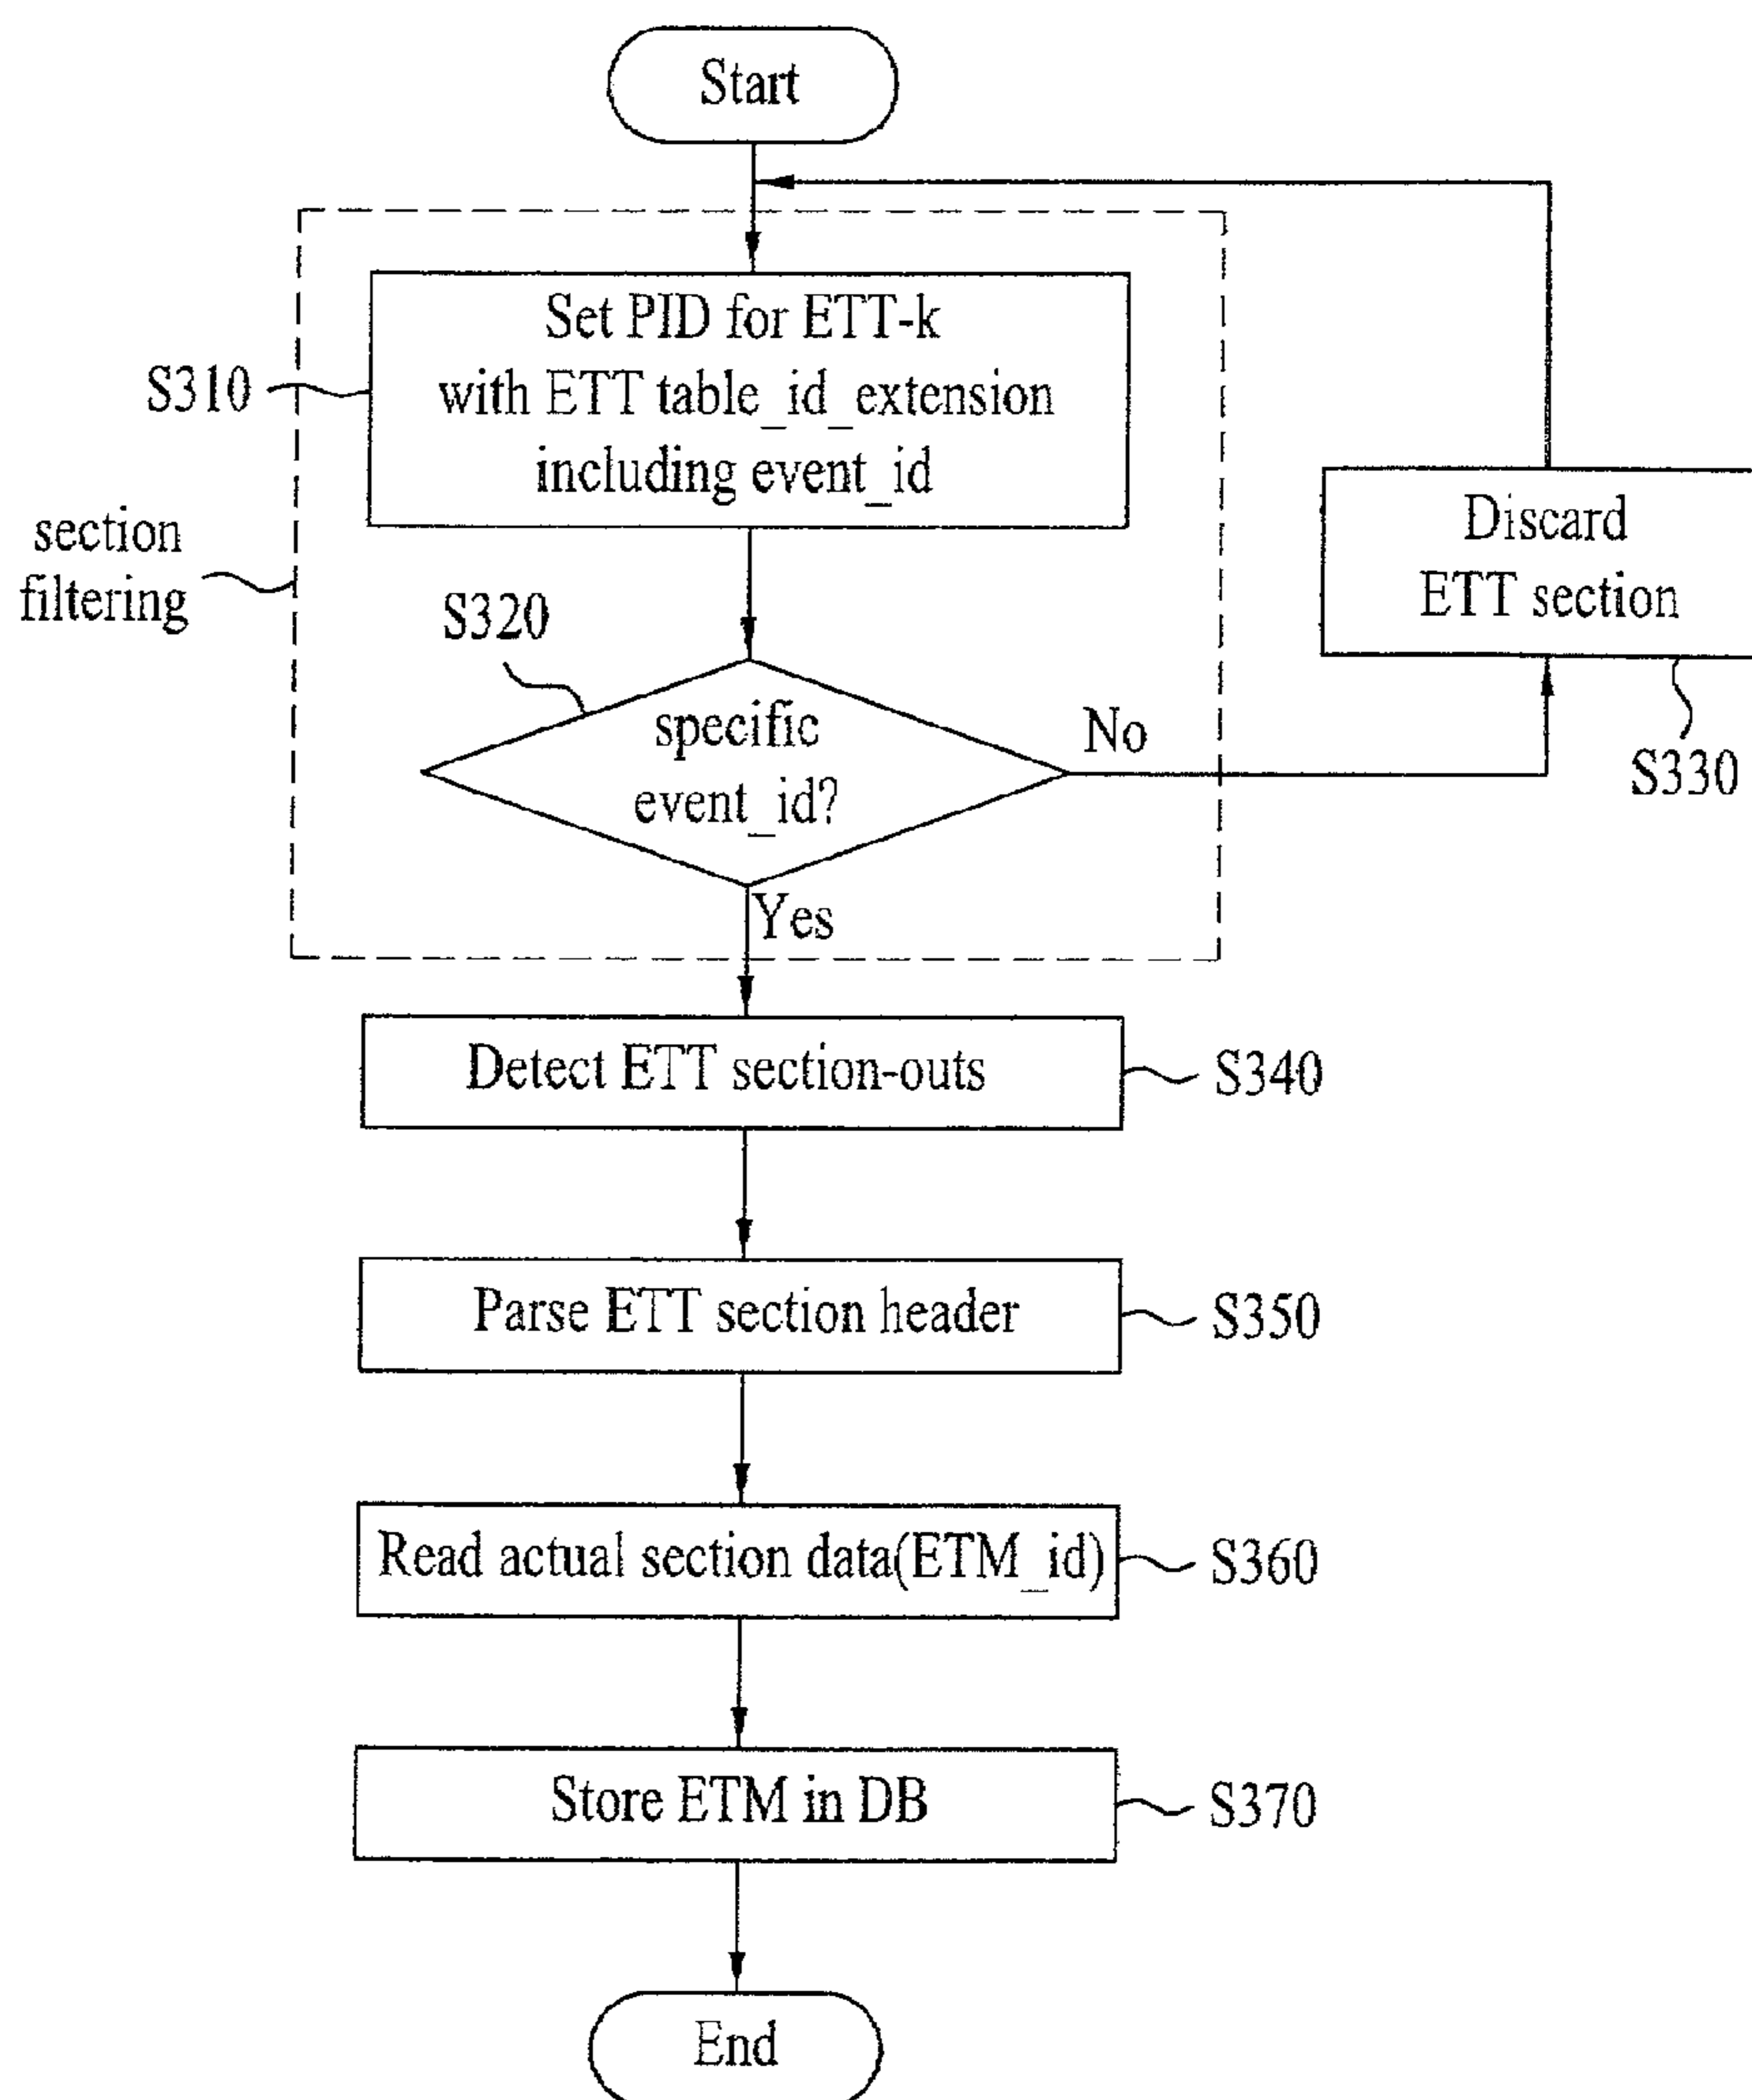 Start
Set PID for ETT-k
with ETT table_id_extension
including event_id
S310
section
filtering
Discard
ETT section
S330
S320
specific
event_id?
No
Yes
Detect ETT section-outs
S340
Parse ETT section header
S350
Read actual section data(ETM_id)
S360
Store ETM in DB
S370
End